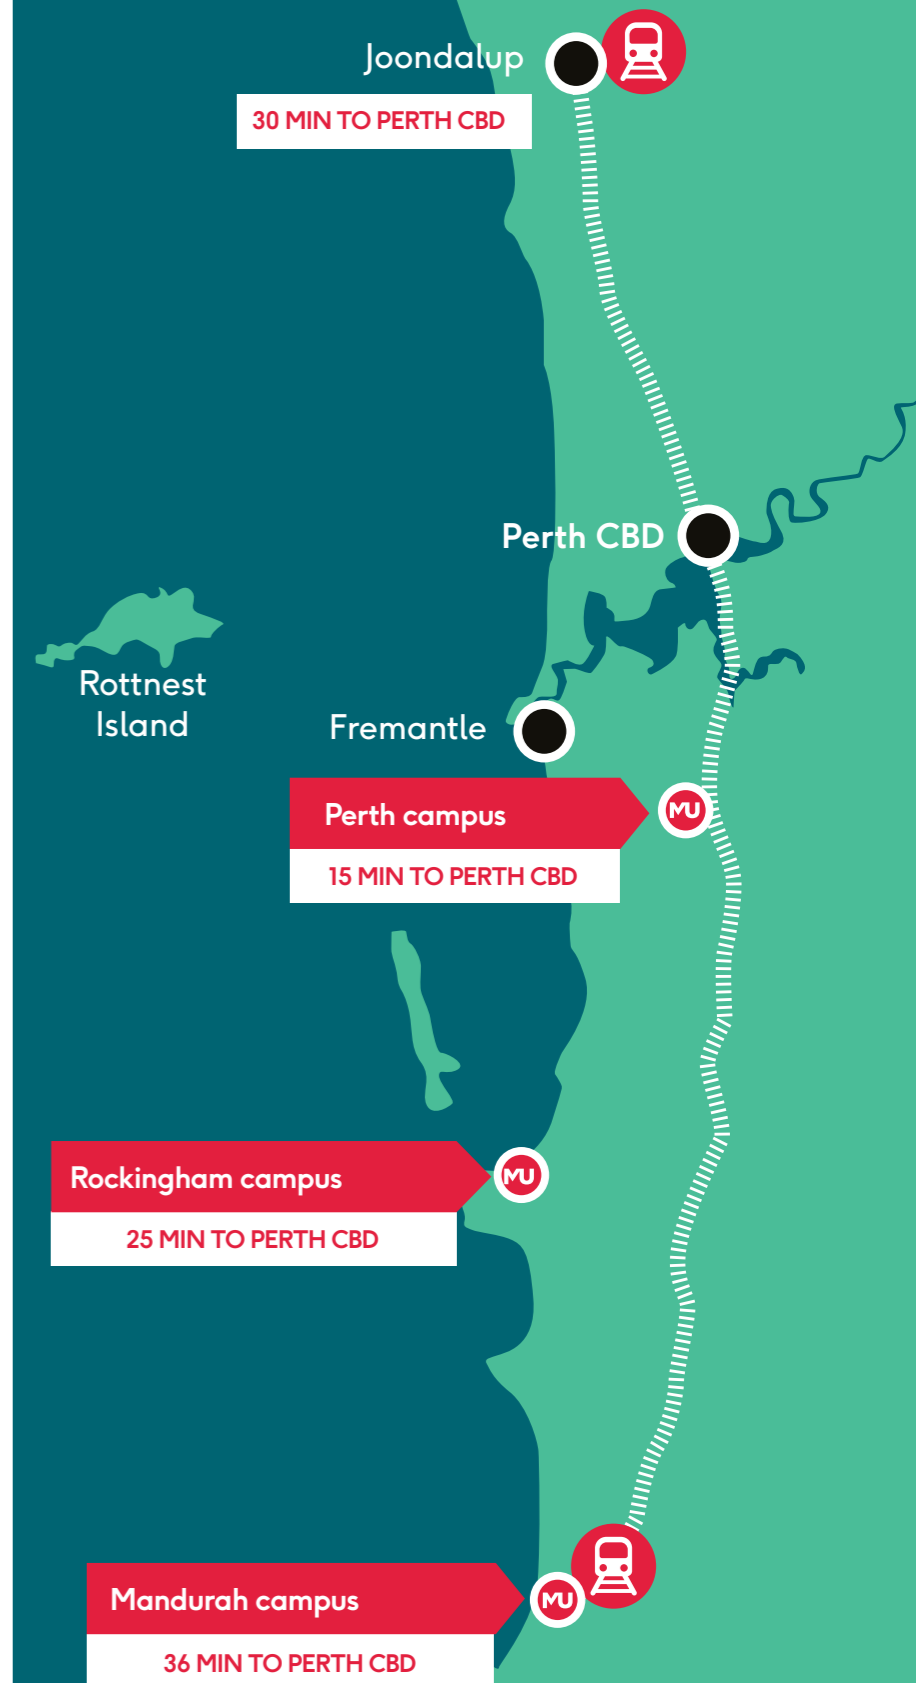 Joondalup
30 MIN TO PERTH CBD
Perth CBD
Rottnest
Island
Fremantle
Perth campus
MU
15 MIN TO PERTH CBD
Rockingham campus
MU
25 MIN TO PERTH CBD
Mandurah campus
MU
36 MIN TO PERTH CBD